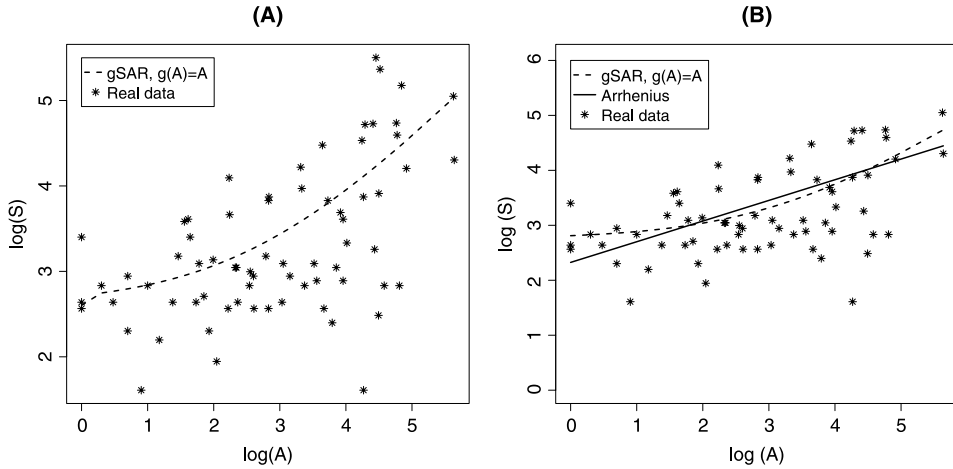 (A)
gSAR, g(A)=A
Real data
log(S)
5
4
3
2
0 1 2 3 4 5
log(A)
(B)
gSAR, g(A)=A
Arrhenius
Real data
log (S)
6
5
4
3
2
1
0
0 1 2 3 4 5
log (A)